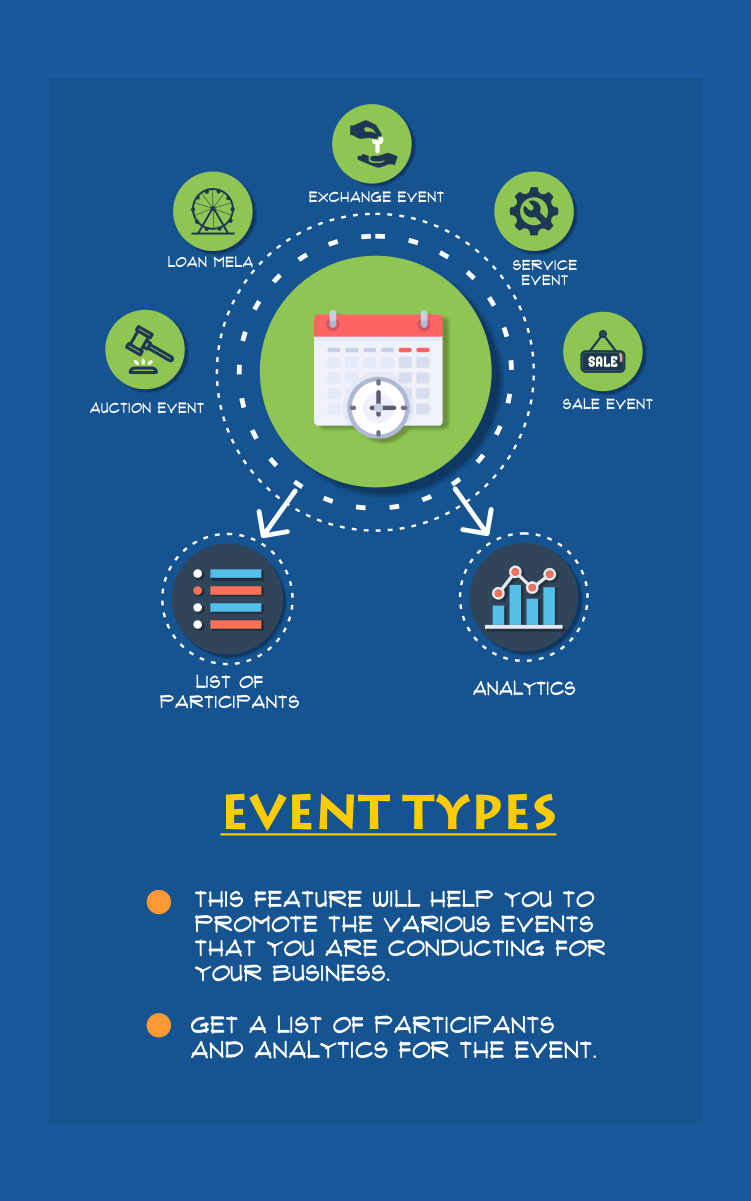 EXCHANGE EVENT
LOAN MELA
SERVICE
EVENT
SALE
AUCTION EVENT
SALE EVENT
LIST OF
PARTICIPANTS
ANALYTICS
EVENT TYPES
THIS FEATURE WILL HELP YOU TO
PROMOTE THE VARIOUS EVENTS
THAT YOU ARE CONDUCTING FOR
YOUR BUSINESS.
GET A LIST OF PARTICIPANTS
AND ANALYTICS FOR THE EVENT.